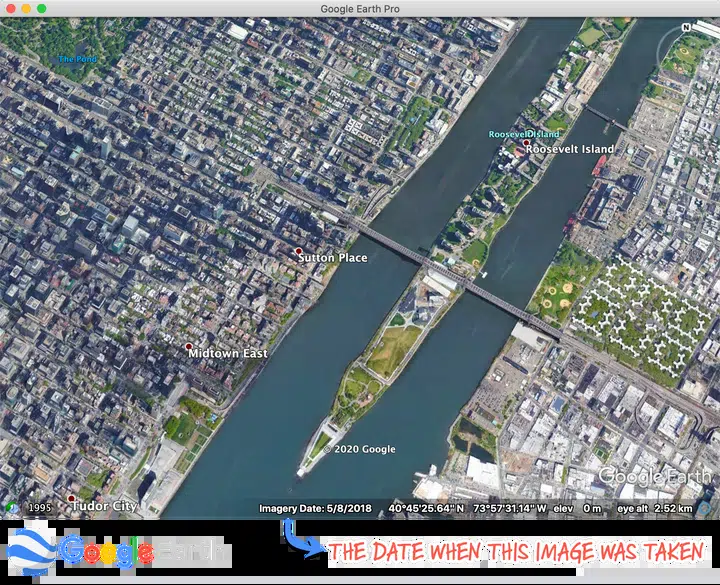 Google Earth Pro
N
The Pond
Roosevelt Island
Roosevelt Island
Sutton Place
Midtown East
© 2020 Google
Google Earth
Tudor City
1995
Imagery Date: 5/8/2018 40°45'25.64" N 73°57'31.14" W elev 0 m eye alt 2.52 km
Google Earth
THE DATE WHEN THIS IMAGE WAS TAKEN